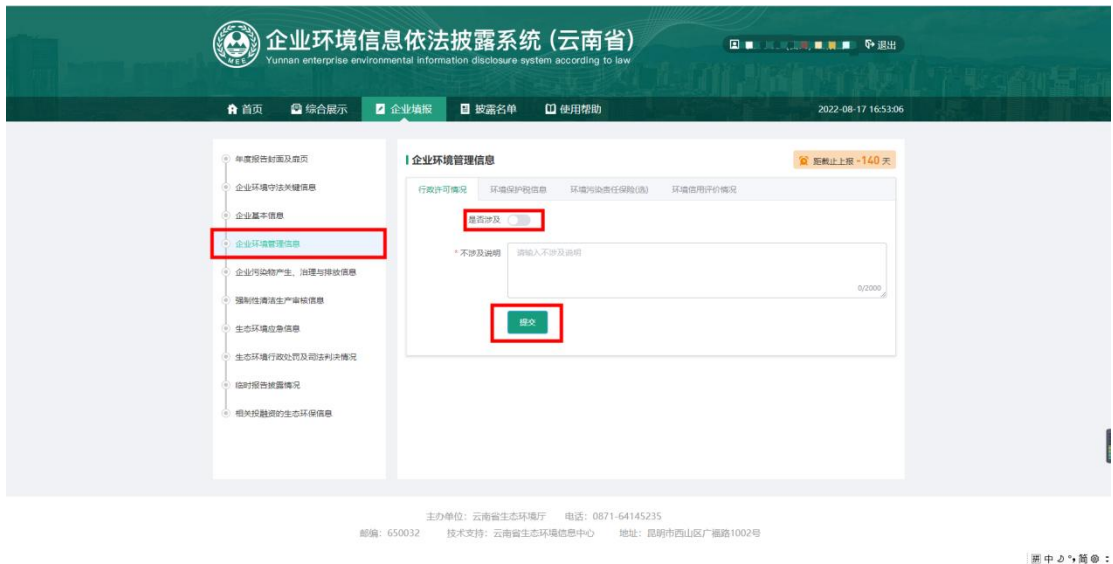 企业环境信息依法披露系统 (云南省)
Yunnan enterprise environmental information disclosure system according to law
MEE
退出
首页 综合展示 企业填报 披露名单 使用帮助 2022-08-17 16:53:06
年度报告封面及扉页
企业环境守法关键信息
企业基本信息
企业环境管理信息
企业污染物产生、治理与排放信息
强制性清洁生产审核信息
生态环境应急信息
生态环境行政处罚及司法判决情况
临时报告披露情况
相关投融资的生态环保信息
企业环境管理信息 距截止上报 -140 天
行政许可情况 环境保护税信息 环境污染责任保险(选) 环境信用评价情况
是否涉及
* 不涉及说明 请输入不涉及说明
0/2000
提交
主办单位：云南省生态环境厅 电话：0871-64145235
邮编：650032 技术支持：云南省生态环境信息中心 地址：昆明市西山区广福路1002号
中 简